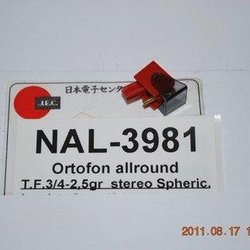 日本電子センタ
J.E.C.
NAL-3981
Ortofon allround
T.F.3/4-2,5gr stereo Spheric.
2011.08.17 1